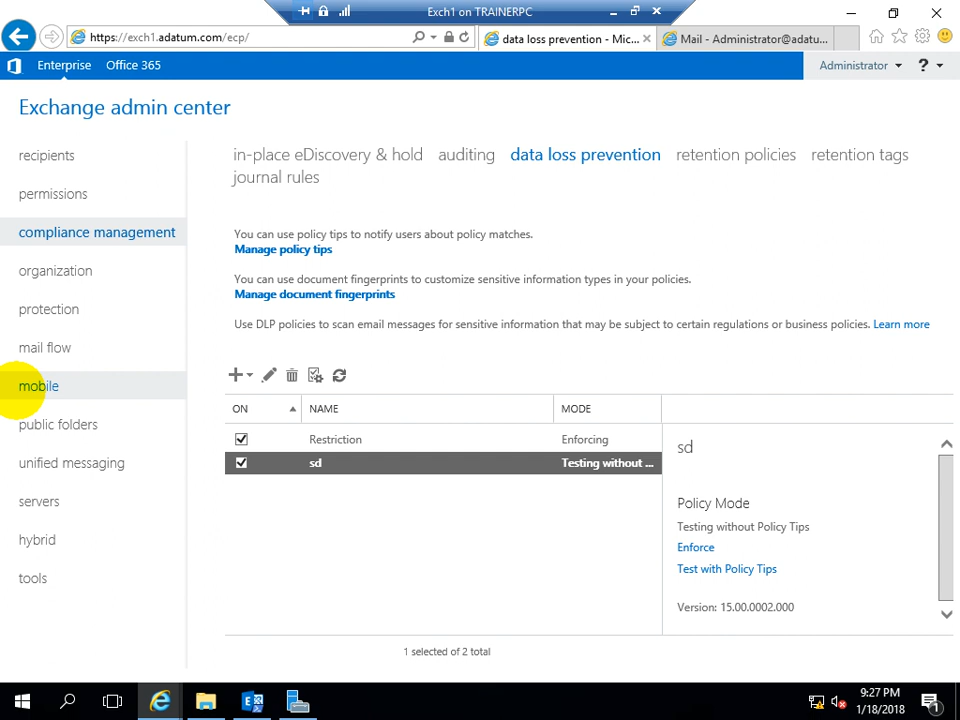 Exch1 on TRAINERPC
https://exch1.adatum.com/ecp/
data loss prevention - Mic...
Mail - Administrator@adatu...
Enterprise Office 365
Administrator ?
Exchange admin center
recipients
permissions
compliance management
organization
protection
mail flow
mobile
public folders
unified messaging
servers
hybrid
tools
in-place eDiscovery & hold auditing data loss prevention retention policies retention tags
journal rules
You can use policy tips to notify users about policy matches.
Manage policy tips
You can use document fingerprints to customize sensitive information types in your policies.
Manage document fingerprints
Use DLP policies to scan email messages for sensitive information that may be subject to certain regulations or business policies. Learn more
ON NAME MODE
Restriction Enforcing
sd Testing without ...
sd
Policy Mode
Testing without Policy Tips
Enforce
Test with Policy Tips
Version: 15.00.0002.000
1 selected of 2 total
9:27 PM
1/18/2018
1